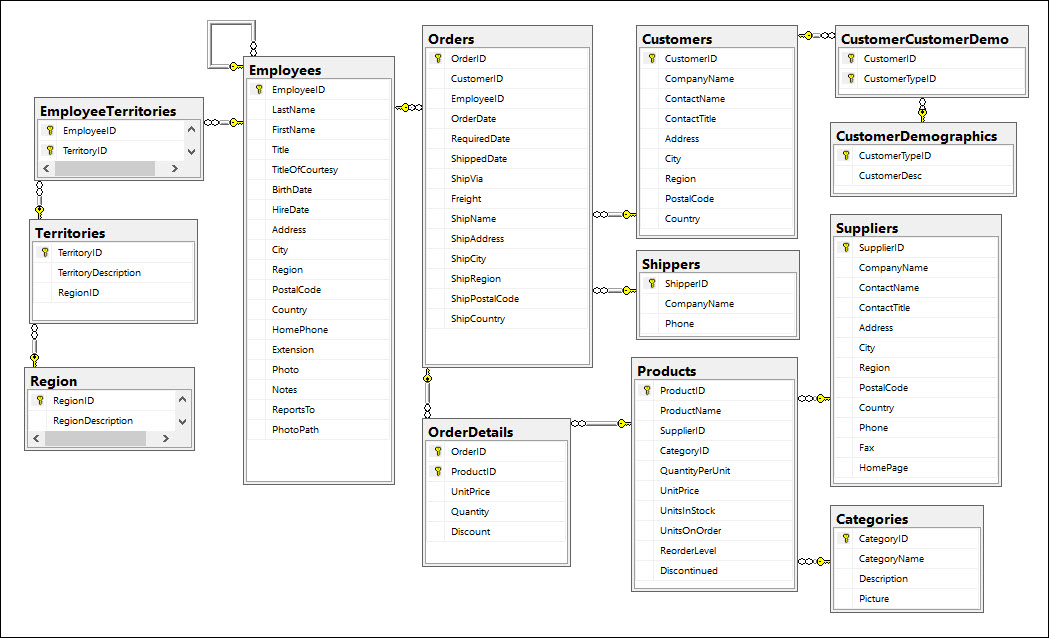 EmployeeTerritories
EmployeeID
TerritoryID
Territories
TerritoryID
TerritoryDescription
RegionID
Region
RegionID
RegionDescription
Employees
EmployeeID
LastName
FirstName
Title
TitleOfCourtesy
BirthDate
HireDate
Address
City
Region
PostalCode
Country
HomePhone
Extension
Photo
Notes
ReportsTo
PhotoPath
Orders
OrderID
CustomerID
EmployeeID
OrderDate
RequiredDate
ShippedDate
ShipVia
Freight
ShipName
ShipAddress
ShipCity
ShipRegion
ShipPostalCode
ShipCountry
OrderDetails
OrderID
ProductID
UnitPrice
Quantity
Discount
Customers
CustomerID
CompanyName
ContactName
ContactTitle
Address
City
Region
PostalCode
Country
Shippers
ShipperID
CompanyName
Phone
Products
ProductID
ProductName
SupplierID
CategoryID
QuantityPerUnit
UnitPrice
UnitsInStock
UnitsOnOrder
ReorderLevel
Discontinued
CustomerCustomerDemo
CustomerID
CustomerTypeID
CustomerDemographics
CustomerTypeID
CustomerDesc
Suppliers
SupplierID
CompanyName
ContactName
ContactTitle
Address
City
Region
PostalCode
Country
Phone
Fax
HomePage
Categories
CategoryID
CategoryName
Description
Picture